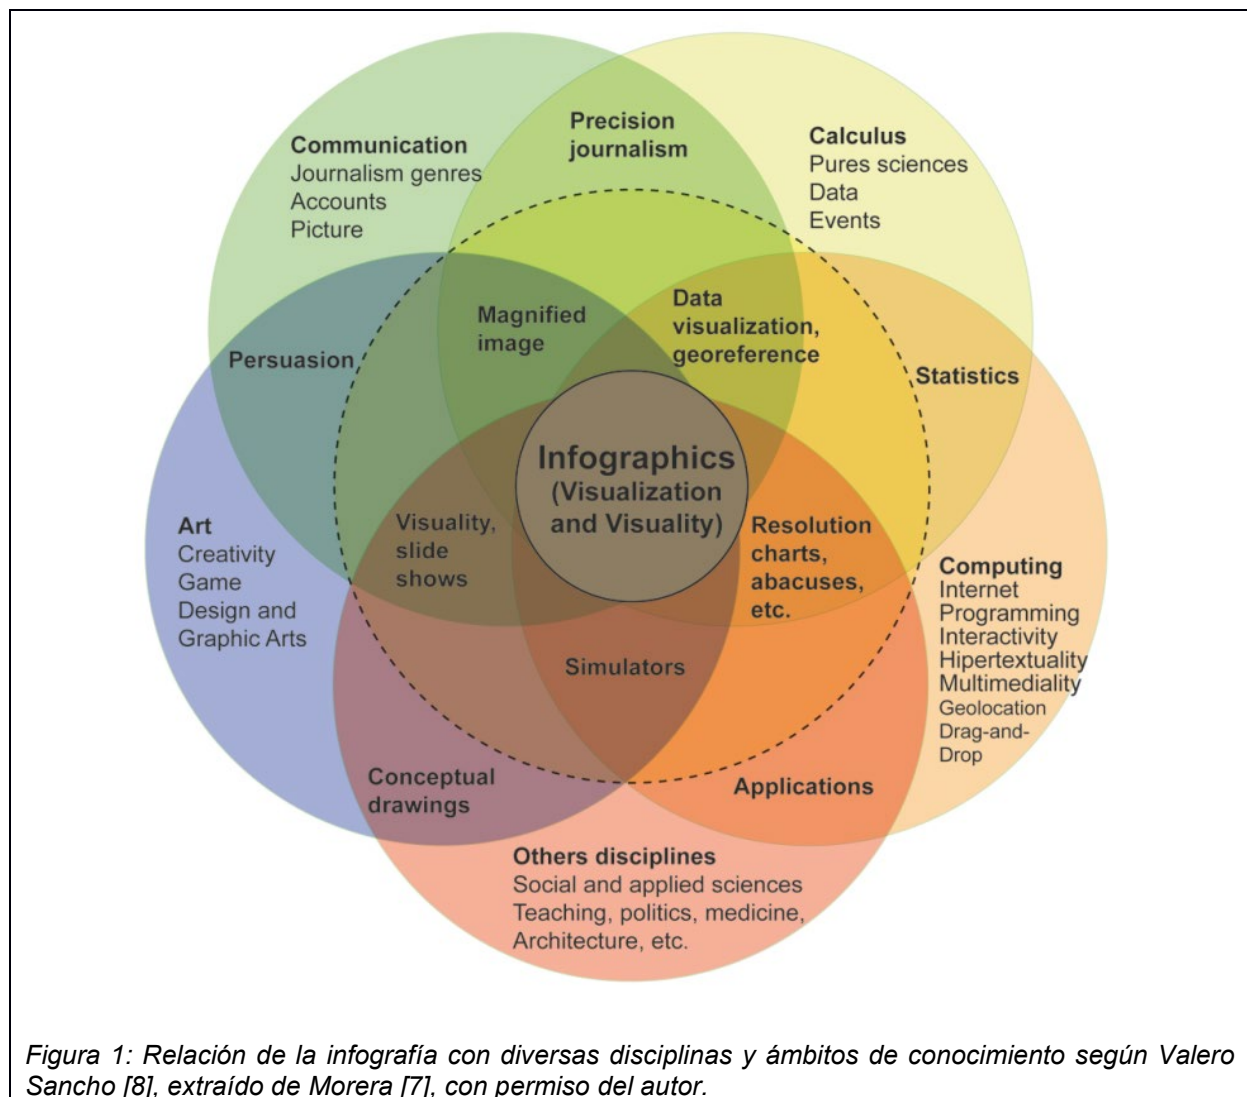 Precision
journalism
Communication
Journalism genres
Accounts
Picture
Calculus
Pures sciences
Data
Events
Magnified
image
Data
visualization,
georeference
Persuasion
Statistics
Infographics
(Visualization
and Visuality)
Art
Creativity
Game
Design and
Graphic Arts
Visuality,
slide
shows
Resolution
charts,
abacuses,
etc.
Computing
Internet
Programming
Interactivity
Hipertextuality
Multimediality
Geolocation
Drag-and-
Drop
Simulators
Conceptual
drawings
Applications
Others disciplines
Social and applied sciences
Teaching, politics, medicine,
Architecture, etc.
Figura 1: Relación de la infografía con diversas disciplinas y ámbitos de conocimiento según Valero
Sancho [8], extraído de Morera [7], con permiso del autor.